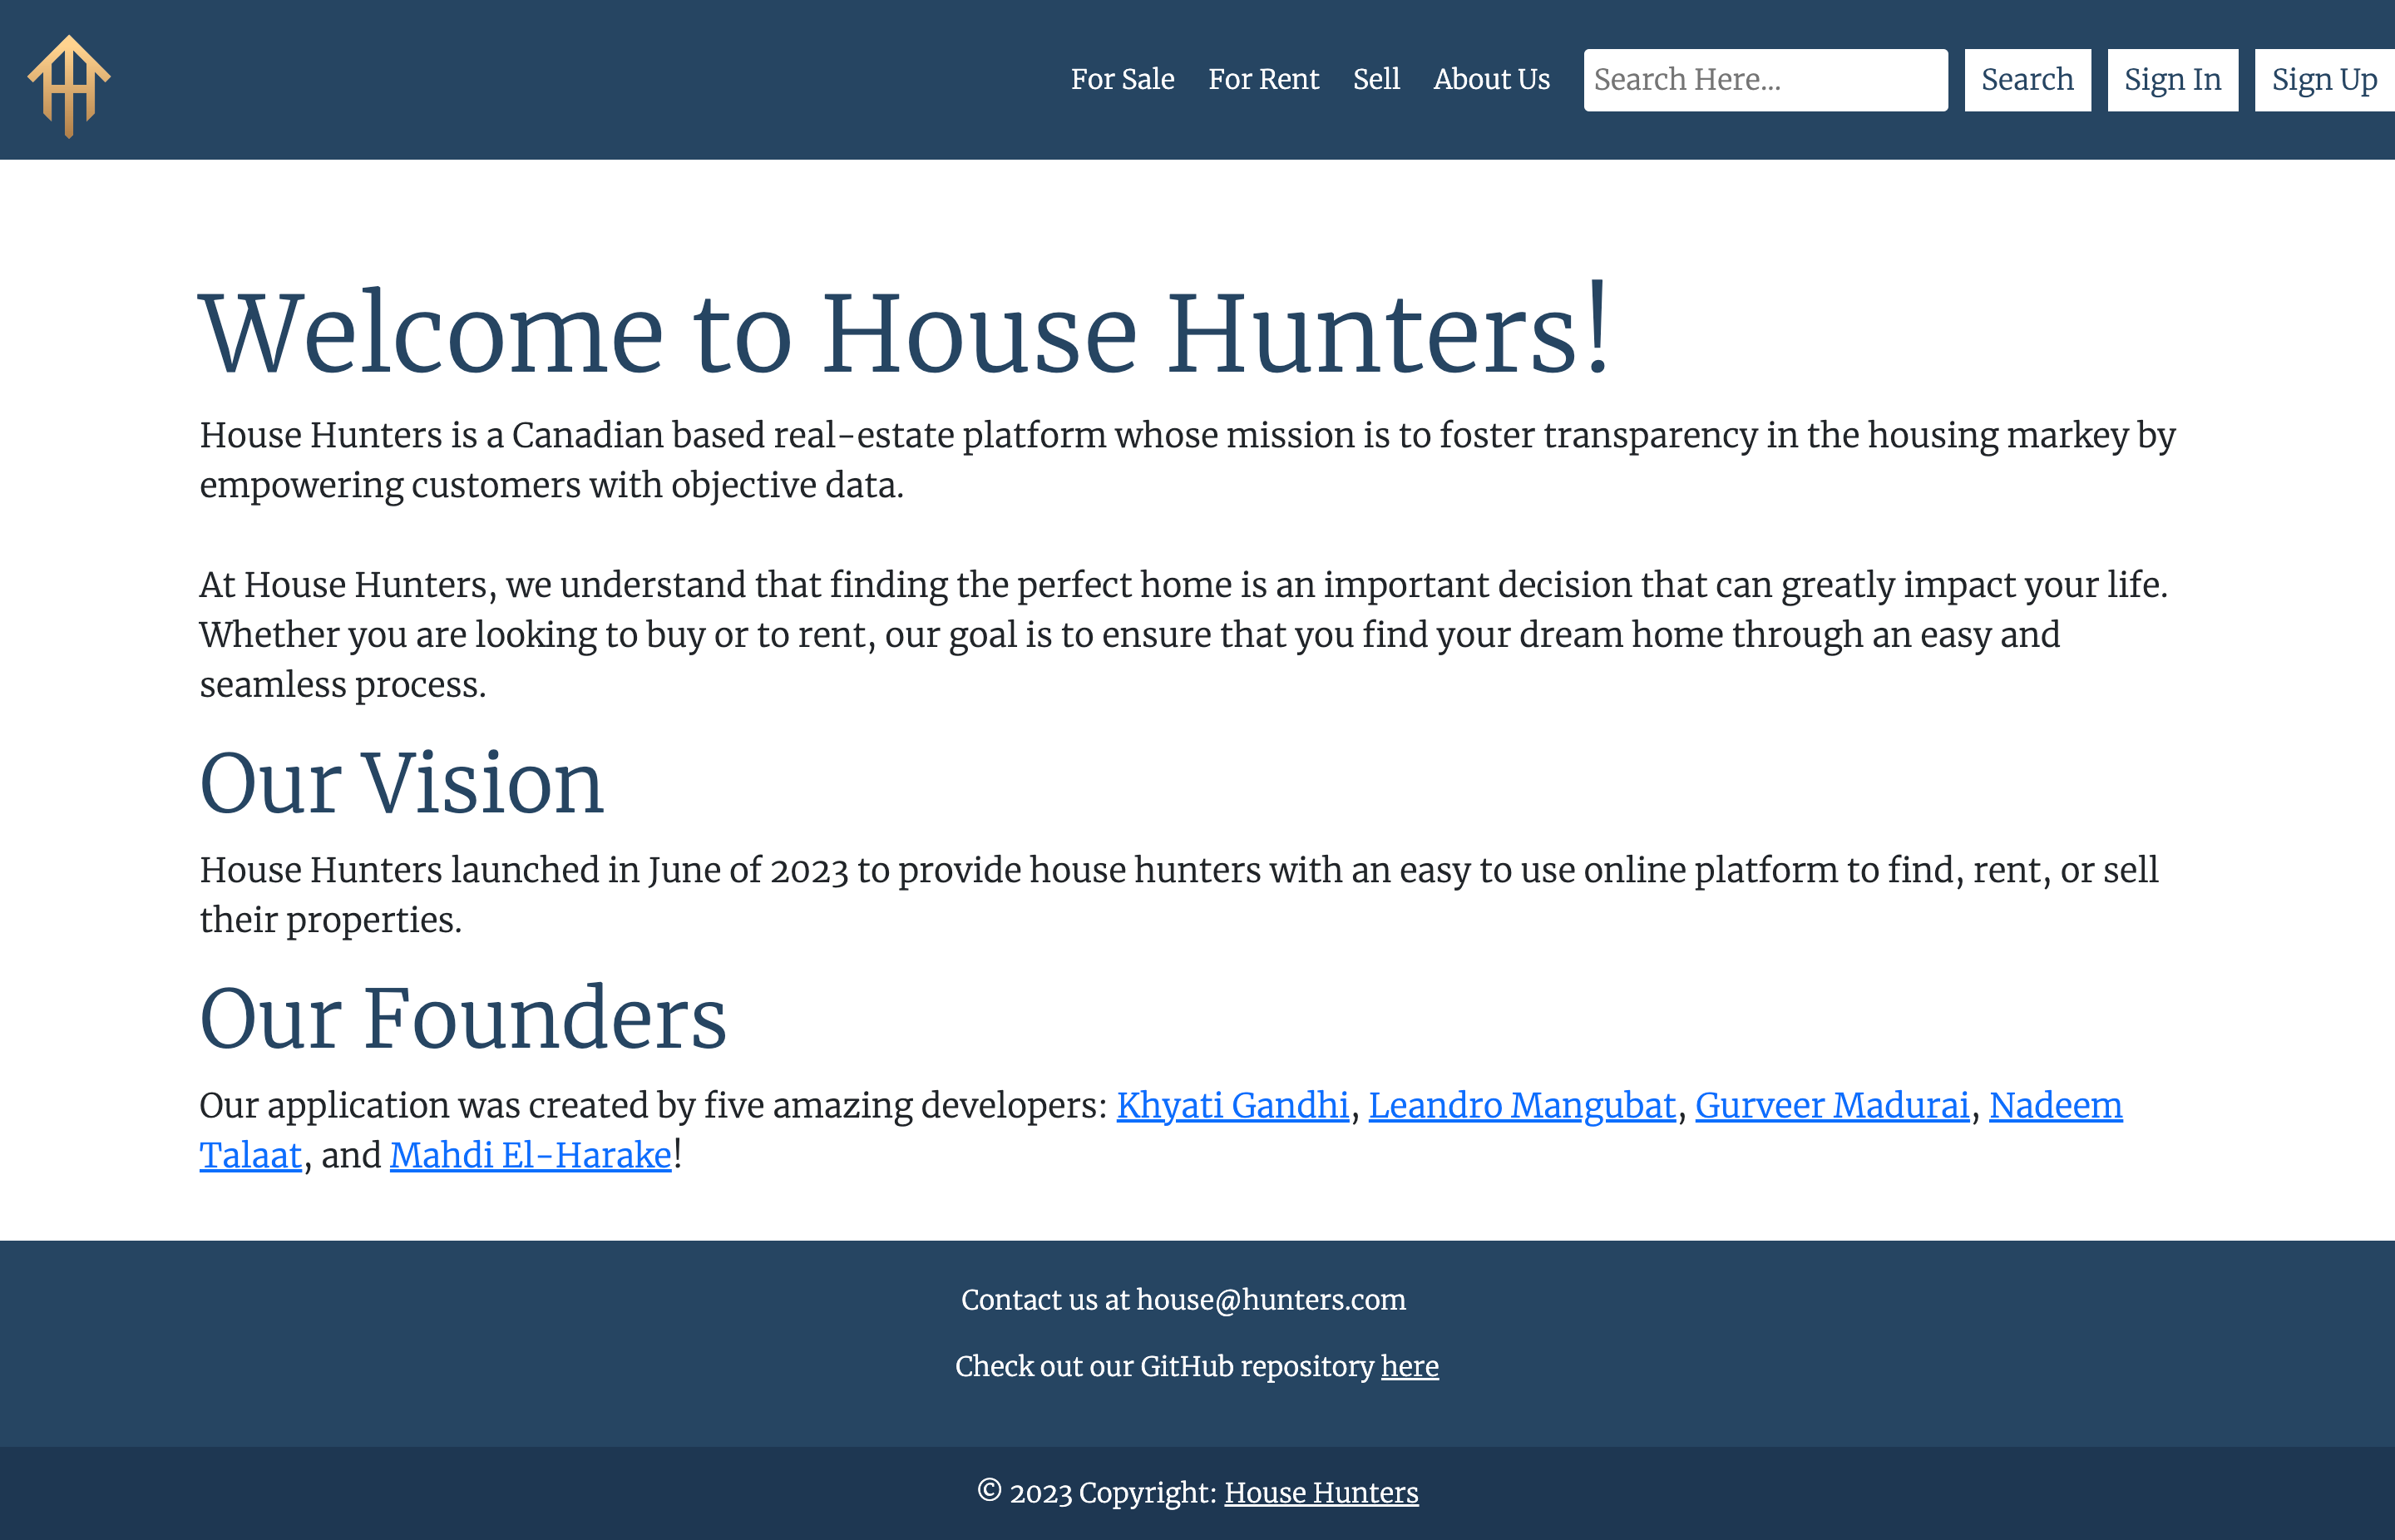 For Sale For Rent Sell About Us Search Here... Search Sign In Sign Up
Welcome to House Hunters!
House Hunters is a Canadian based real-estate platform whose mission is to foster transparency in the housing markey by
empowering customers with objective data.
At House Hunters, we understand that finding the perfect home is an important decision that can greatly impact your life.
Whether you are looking to buy or to rent, our goal is to ensure that you find your dream home through an easy and
seamless process.
Our Vision
House Hunters launched in June of 2023 to provide house hunters with an easy to use online platform to find, rent, or sell
their properties.
Our Founders
Our application was created by five amazing developers: Khyati Gandhi, Leandro Mangubat, Gurveer Madurai, Nadeem
Talaat, and Mahdi El-Harake!
Contact us at house@hunters.com
Check out our GitHub repository here
© 2023 Copyright: House Hunters